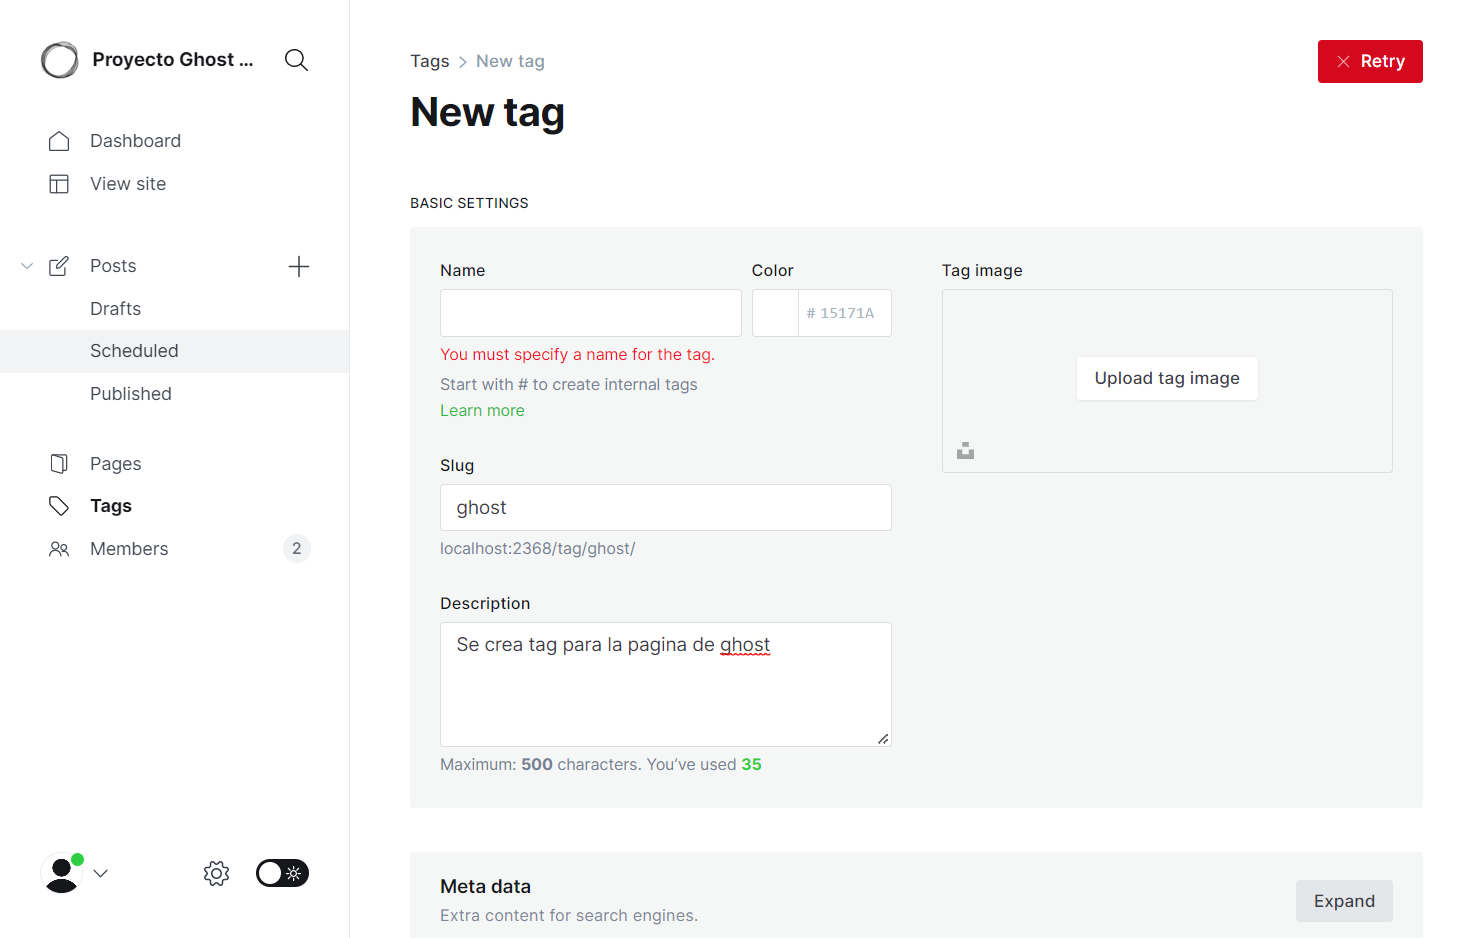 Proyecto Ghost ...
Dashboard
View site
Posts
Drafts
Scheduled
Published
Pages
Tags
Members 2
Tags > New tag
Retry
New tag
BASIC SETTINGS
Name
Color
# 15171A
You must specify a name for the tag.
Start with # to create internal tags
Learn more
Slug
ghost
localhost:2368/tag/ghost/
Description
Se crea tag para la pagina de ghost
Maximum: 500 characters. You’ve used 35
Tag image
Upload tag image
Meta data
Extra content for search engines.
Expand